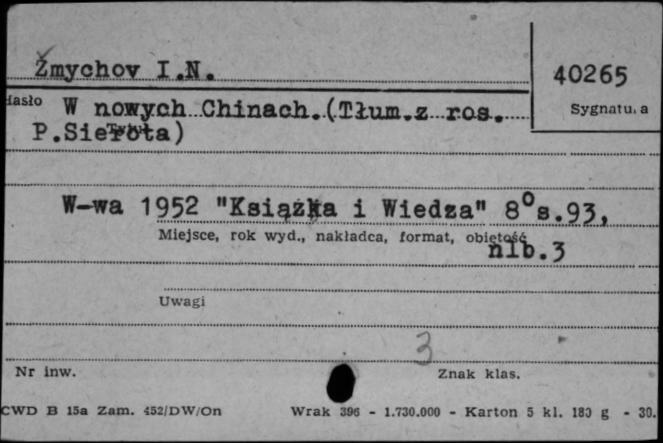 Żmychov I.N.
40265
Hasło W nowych Chinach.(Tłum.z ros.
Sygnatura
P.Sierota)
W-wa 1952 "Książka i Wiedza" 8°s.93,
Miejsce, rok wyd., nakładca, format, objętość
nlb.3
Uwagi
3
Nr inw.
Znak klas.
CWD B 15a Zam. 452/DW/On
Wrak 396 - 1.730.000 - Karton 5 kl. 180 g - 30.